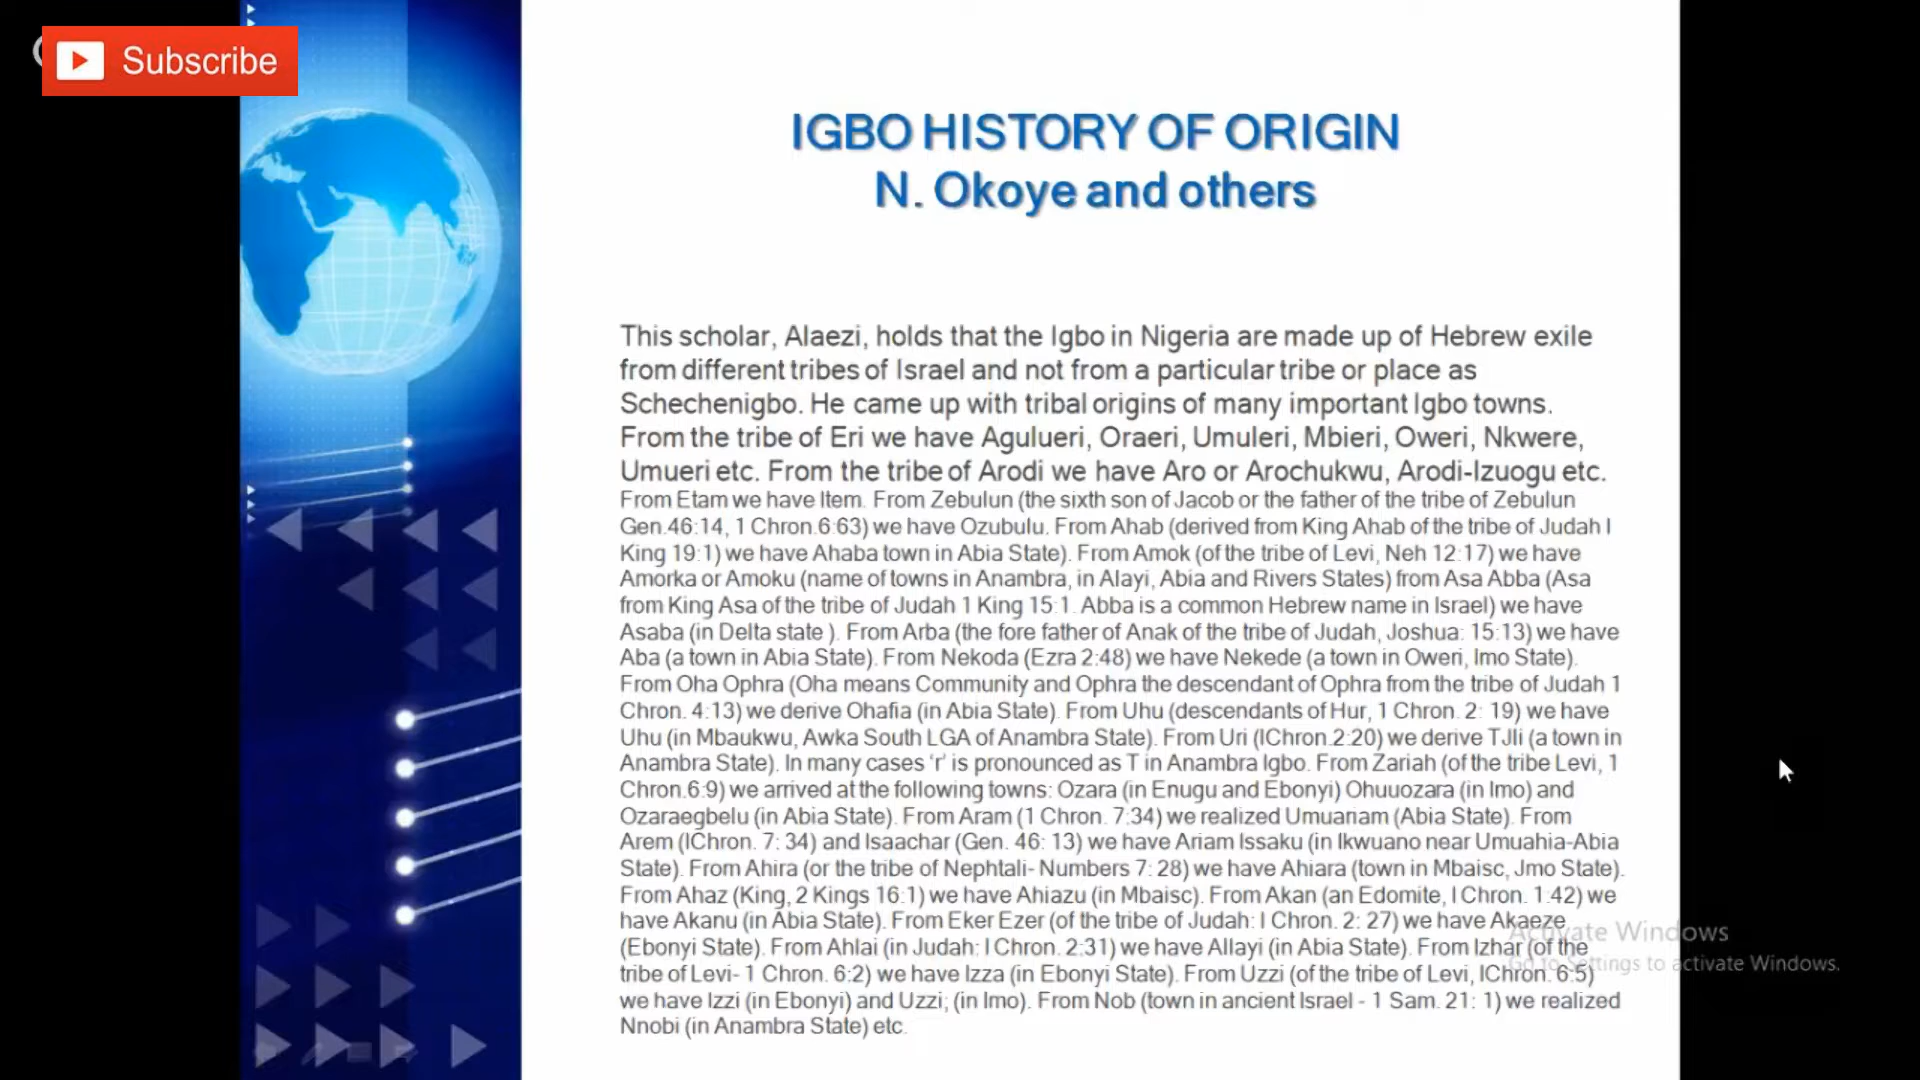 Subscribe
IGBO HISTORY OF ORIGIN
N. Okoye and others
This scholar, Alaezi, holds that the Igbo in Nigeria are made up of Hebrew exile
from different tribes of Israel and not from a particular tribe or place as
Schechenigbo. He came up with tribal origins of many important Igbo towns.
From the tribe of Eri we have Agulueri, Oraeri, Umuleri, Mbieri, Oweri, Nkwere,
Umueri etc. From the tribe of Arodi we have Aro or Arochukwu, Arodi-Izuogu etc.
From Etam we have Item. From Zebulun (the sixth son of Jacob or the father of the tribe of Zebulun
Gen.46:14, 1 Chron.6:63) we have Ozubulu. From Ahab (derived from King Ahab of the tribe of Judah I
King 19:1) we have Ahaba town in Abia State). From Amok (of the tribe of Levi, Neh 12:17) we have
Amorka or Amoku (name of towns in Anambra, in Alayi, Abia and Rivers States) from Asa Abba (Asa
from King Asa of the tribe of Judah 1 King 15:1. Abba is a common Hebrew name in Israel) we have
Asaba (in Delta state ). From Arba (the fore father of Anak of the tribe of Judah, Joshua: 15:13) we have
Aba (a town in Abia State). From Nekoda (Ezra 2:48) we have Nekede (a town in Oweri, Imo State).
From Oha Ophra (Oha means Community and Ophra the descendant of Ophra from the tribe of Judah 1
Chron. 4:13) we derive Ohafia (in Abia State). From Uhu (descendants of Hur, 1 Chron. 2: 19) we have
Uhu (in Mbaukwu, Awka South LGA of Anambra State). From Uri (IChron.2:20) we derive TJli (a town in
Anambra State). In many cases 'r' is pronounced as T in Anambra Igbo. From Zariah (of the tribe Levi, 1
Chron.6:9) we arrived at the following towns: Ozara (in Enugu and Ebonyi) Ohuuozara (in Imo) and
Ozaraegbelu (in Abia State). From Aram (1 Chron. 7:34) we realized Umuariam (Abia State). From
Arem (IChron. 7: 34) and Isaachar (Gen. 46: 13) we have Ariam Issaku (in Ikwuano near Umuahia-Abia
State). From Ahira (or the tribe of Nephtali- Numbers 7: 28) we have Ahiara (town in Mbaisc, Jmo State).
From Ahaz (King, 2 Kings 16:1) we have Ahiazu (in Mbaisc). From Akan (an Edomite, I Chron. 1:42) we
have Akanu (in Abia State). From Eker Ezer (of the tribe of Judah: I Chron. 2: 27) we have Akaeze
(Ebonyi State). From Ahlai (in Judah: I Chron. 2:31) we have Allayi (in Abia State). From Izhar (of the
tribe of Levi- 1 Chron. 6:2) we have Izza (in Ebonyi State). From Uzzi (of the tribe of Levi, IChron. 6:5)
we have Izzi (in Ebonyi) and Uzzi; (in Imo). From Nob (town in ancient Israel - 1 Sam. 21: 1) we realized
Nnobi (in Anambra State) etc.
Activate Windows
Go to Settings to activate Windows.